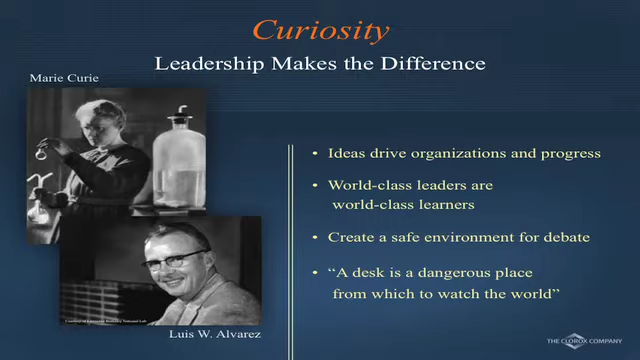 Curiosity
Leadership Makes the Difference
Marie Curie
• Ideas drive organizations and progress
• World-class leaders are
world-class learners
• Create a safe environment for debate
• “A desk is a dangerous place
from which to watch the world”
Luis W. Alvarez
THE CLOROX COMPANY